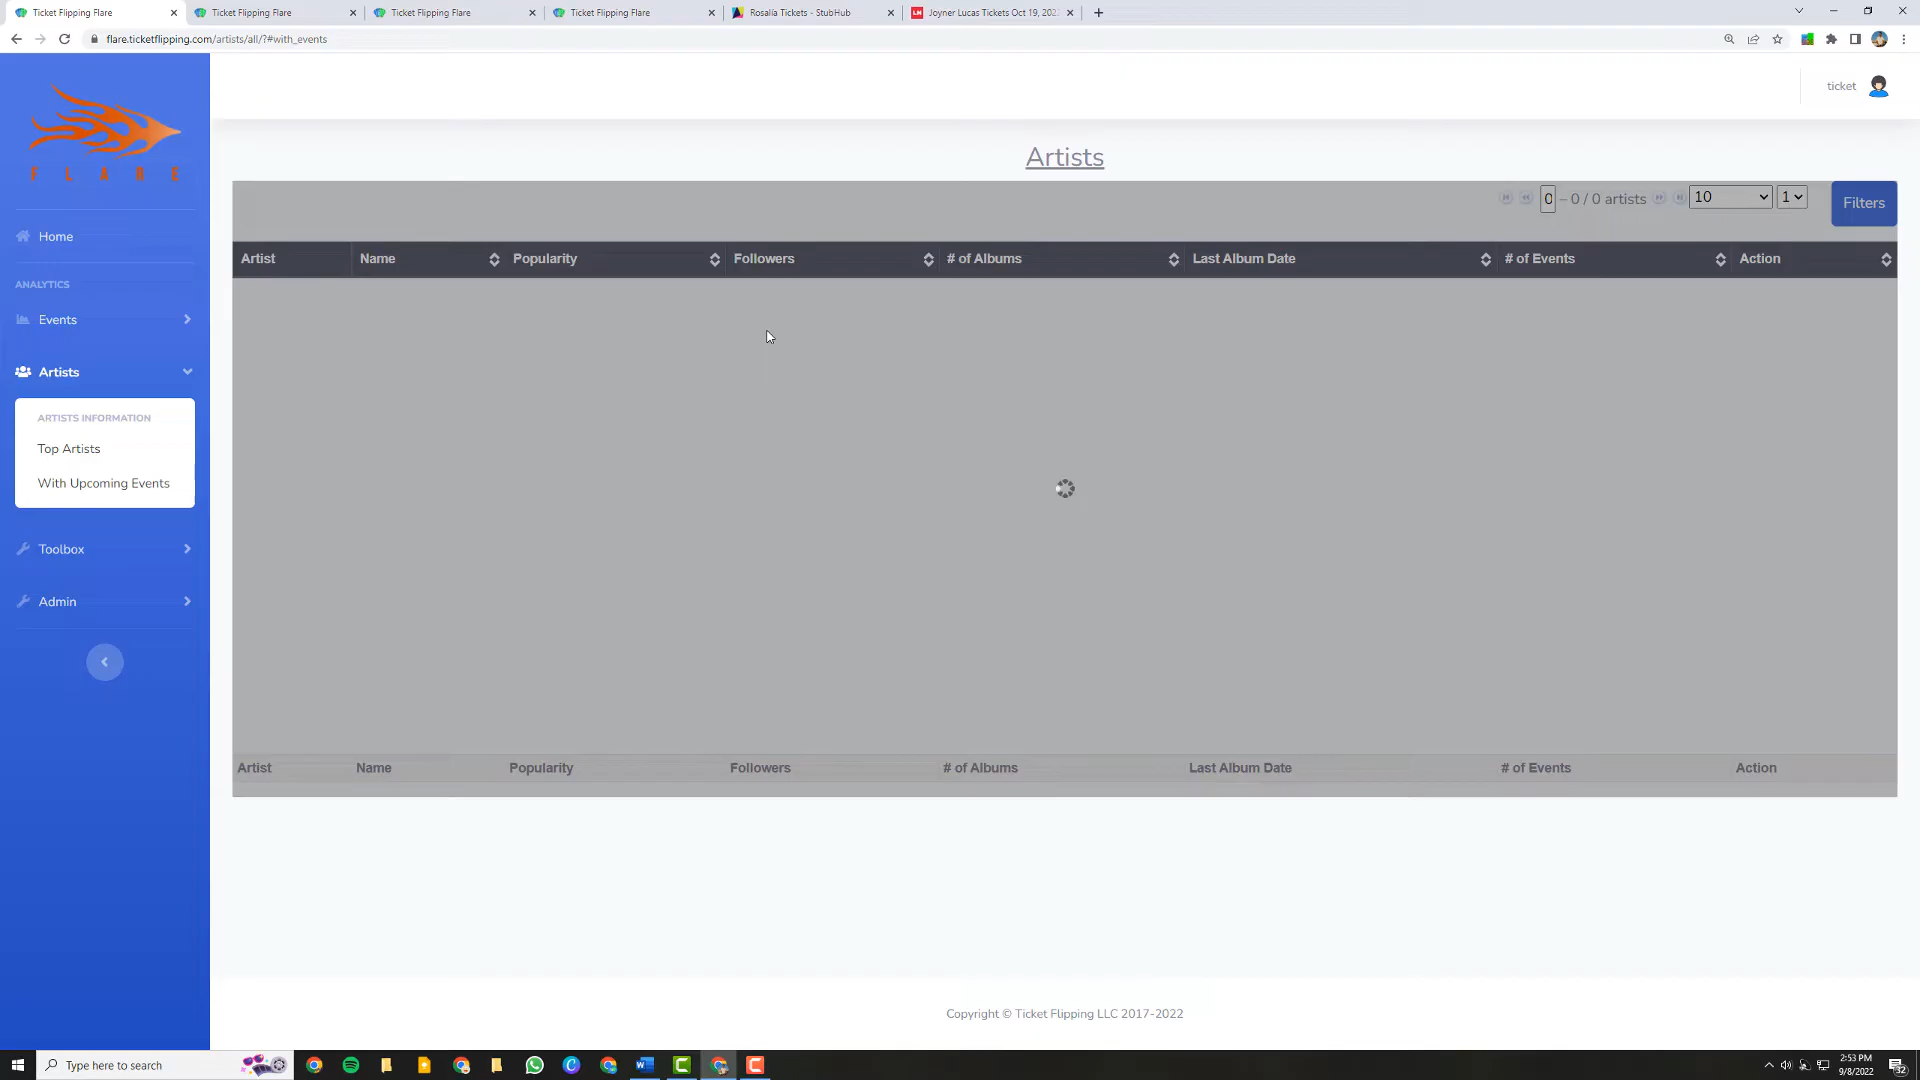 Ticket Flipping Flare
Ticket Flipping Flare
Ticket Flipping Flare
Ticket Flipping Flare
Rosalía Tickets - StubHub
Joyner Lucas Tickets Oct 19, 202
flare.ticketflipping.com/artists/all/?#with_events
FLARE
ticket
Home
ANALYTICS
Events
Artists
ARTISTS INFORMATION
Top Artists
With Upcoming Events
Toolbox
Admin
Artists
0 – 0 / 0 artists 10 1 Filters
Artist Name Popularity Followers # of Albums Last Album Date # of Events Action
Artist Name Popularity Followers # of Albums Last Album Date # of Events Action
Copyright © Ticket Flipping LLC 2017-2022
Type here to search
2:53 PM
9/8/2022
32